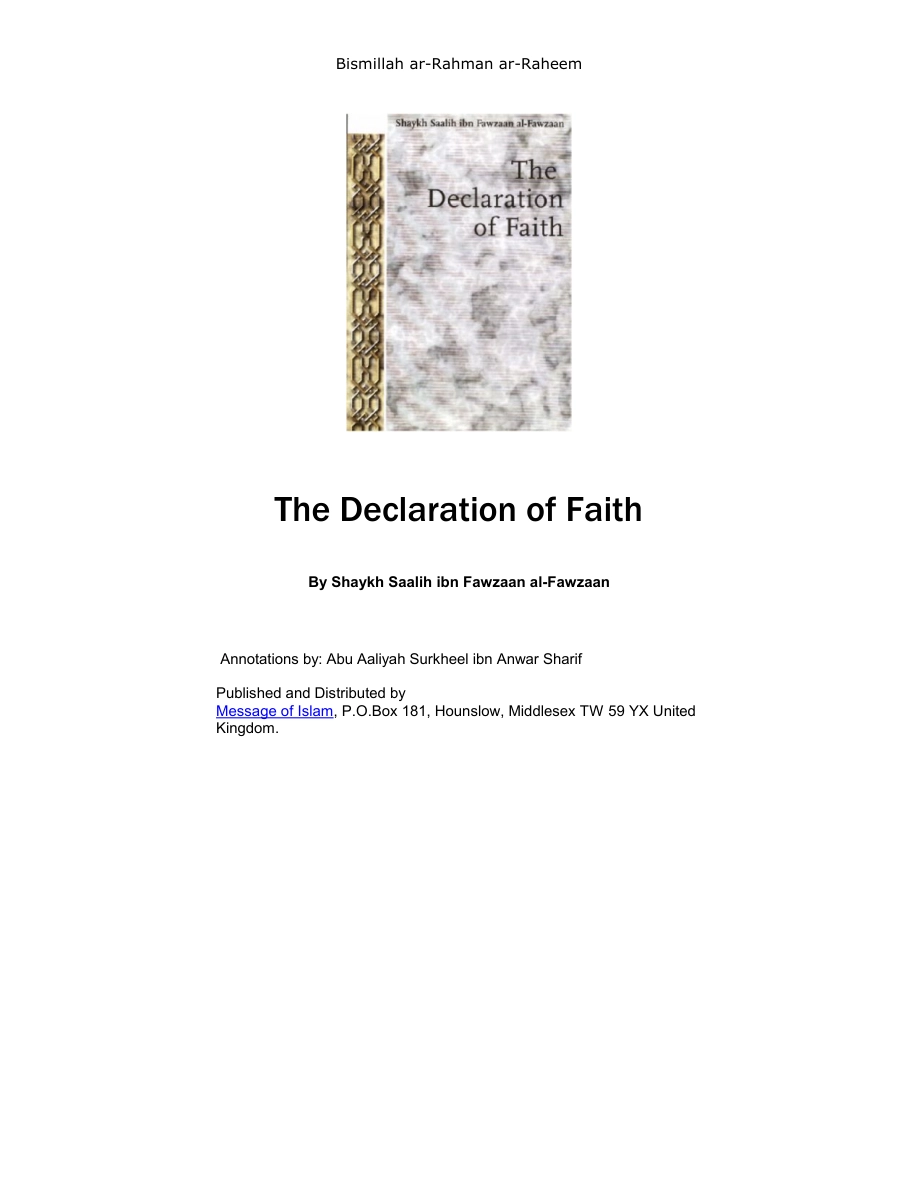 Bismillah ar-Rahman ar-Raheem
Shaykh Saalih ibn Fawzaan al-Fawzaan
The
Declaration
of Faith
The Declaration of Faith
By Shaykh Saalih ibn Fawzaan al-Fawzaan
Annotations by: Abu Aaliyah Surkheel ibn Anwar Sharif
Published and Distributed by
Message of Islam, P.O.Box 181, Hounslow, Middlesex TW 59 YX United
Kingdom.